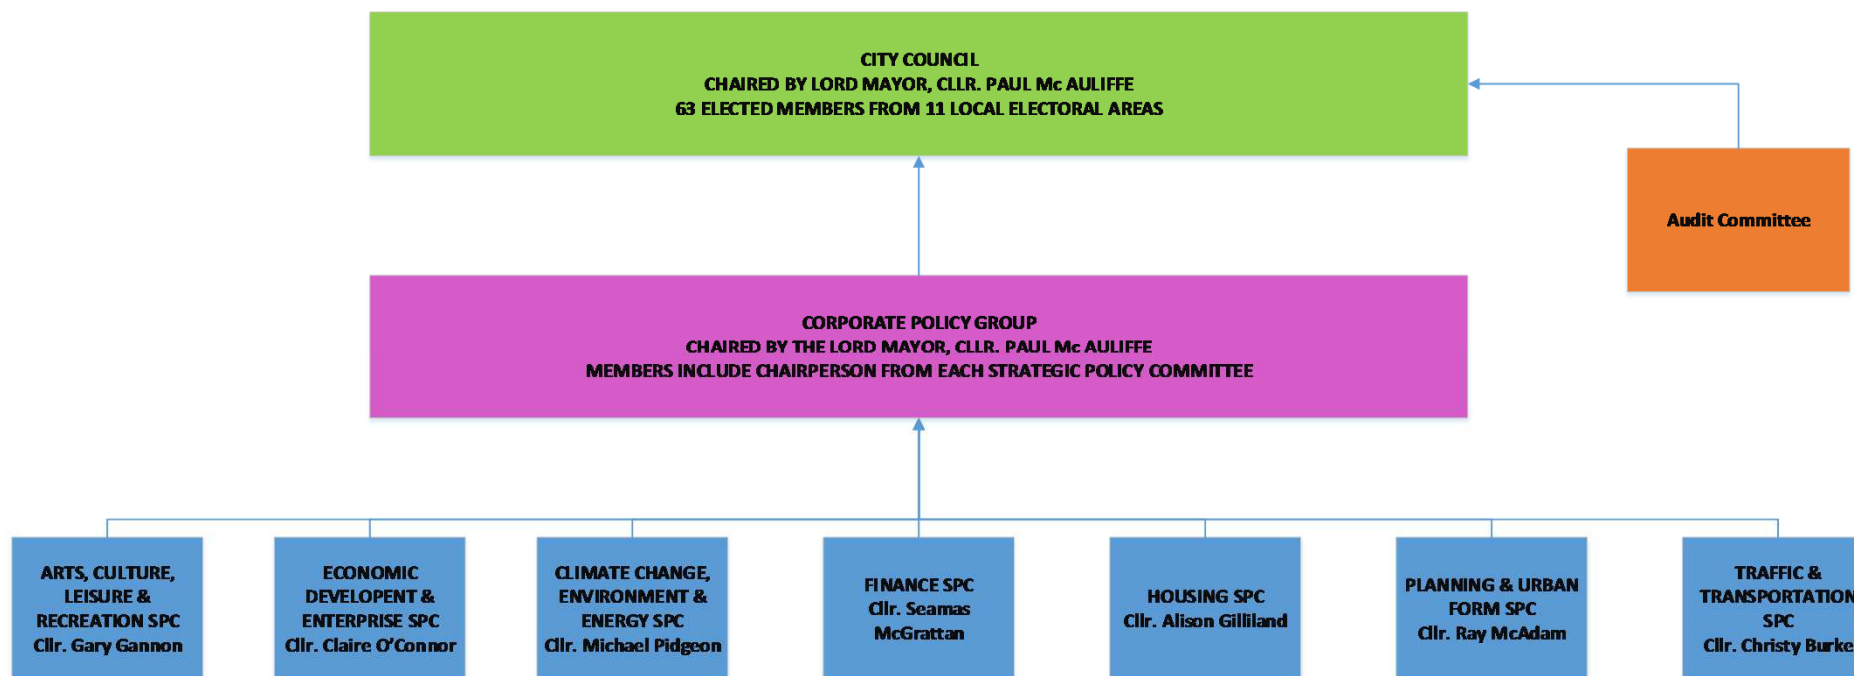 CITY COUNCIL
CHAIRED BY LORD MAYOR, CLLR. PAUL Mc AULIFFE
63 ELECTED MEMBERS FROM 11 LOCAL ELECTORAL AREAS
Audit Committee
CORPORATE POLICY GROUP
CHAIRED BY THE LORD MAYOR, CLLR. PAUL Mc AULIFFE
MEMBERS INCLUDE CHAIRPERSON FROM EACH STRATEGIC POLICY COMMITTEE
ARTS, CULTURE,
LEISURE &
RECREATION SPC
Cllr. Gary Gannon
ECONOMIC
DEVELOPENT &
ENTERPRISE SPC
Cllr. Claire O'Connor
CLIMATE CHANGE,
ENVIRONMENT &
ENERGY SPC
Cllr. Michael Pidgeon
FINANCE SPC
Cllr. Seamas
McGrattan
HOUSING SPC
Cllr. Alison Gilliland
PLANNING & URBAN
FORM SPC
Cllr. Ray McAdam
TRAFFIC &
TRANSPORTATION
SPC
Cllr. Christy Burke